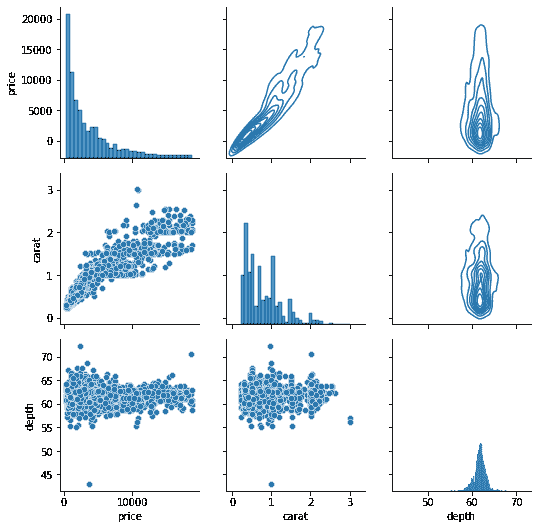 20000
15000
10000
5000
0
price
3
2
1
0
carat
70
65
60
55
50
45
depth
0 10000
price
0 1 2 3
carat
50 60 70
depth